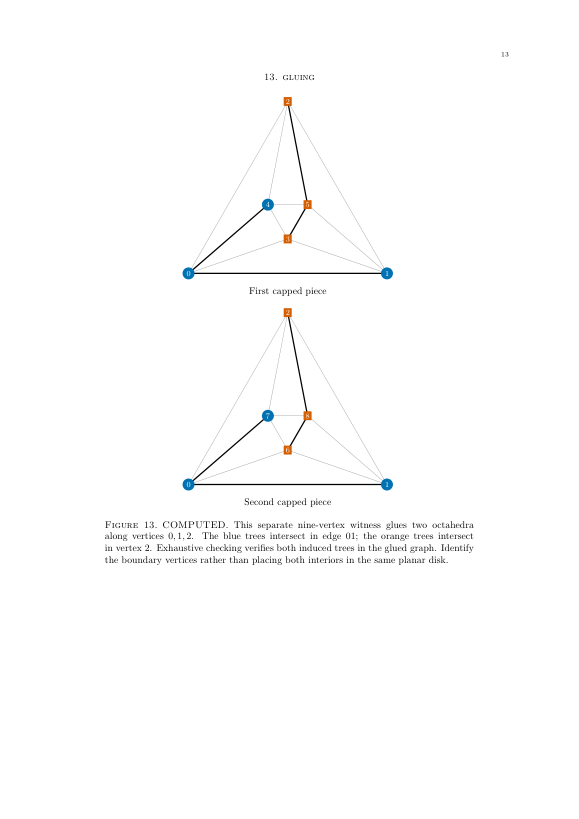 13
13. GLUING
2
4
5
3
0
1
First capped piece
2
7
8
6
0
1
Second capped piece
FIGURE 13. COMPUTED. This separate nine-vertex witness glues two octahedra
along vertices 0, 1, 2. The blue trees intersect in edge 01; the orange trees intersect
in vertex 2. Exhaustive checking verifies both induced trees in the glued graph. Identify
the boundary vertices rather than placing both interiors in the same planar disk.